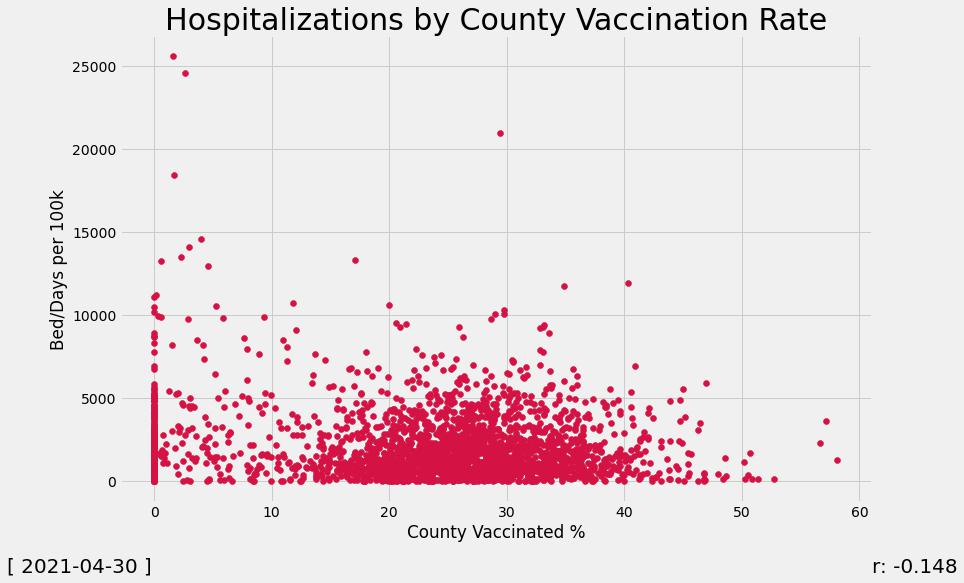 Hospitalizations by County Vaccination Rate
25000
20000
15000
10000
5000
0
Bed/Days per 100k
0 10 20 30 40 50 60
County Vaccinated %
[ 2021-04-30 ] r: -0.148